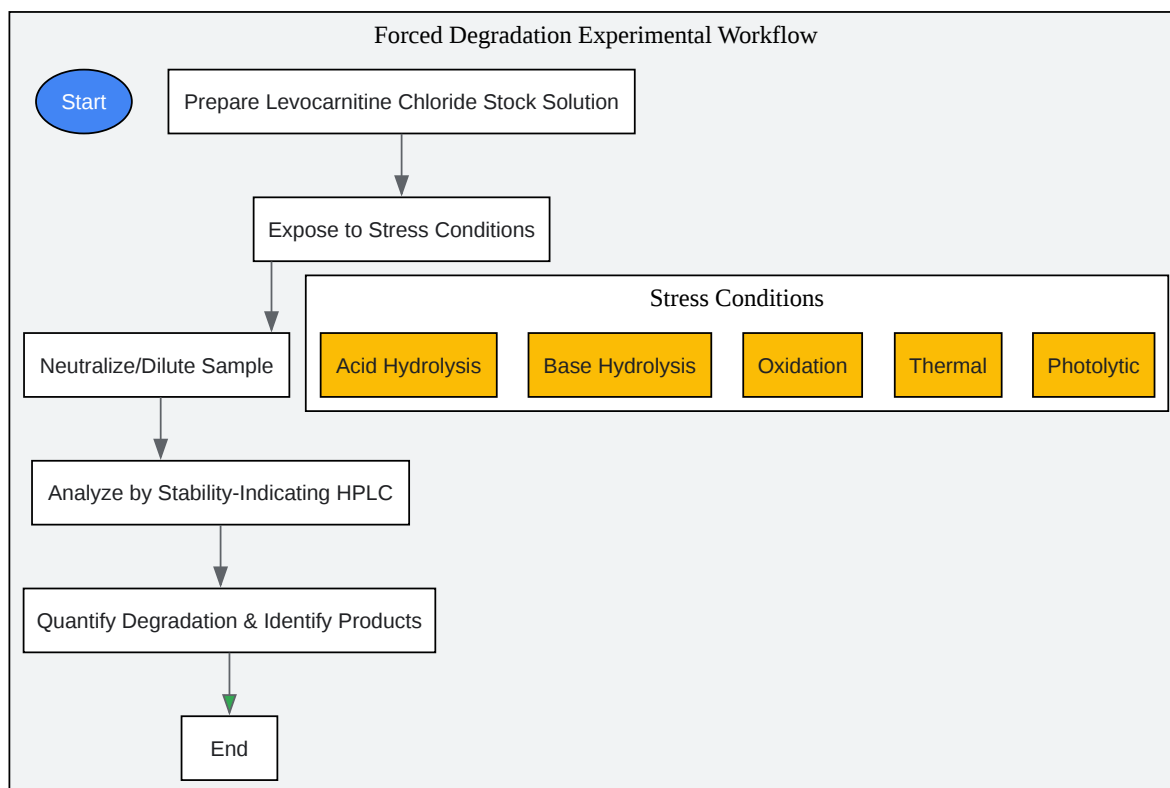 Forced Degradation Experimental Workflow
Start
Prepare Levocarnitine Chloride Stock Solution
Expose to Stress Conditions
Stress Conditions
Neutralize/Dilute Sample
Acid Hydrolysis
Base Hydrolysis
Oxidation
Thermal
Photolytic
Analyze by Stability-Indicating HPLC
Quantify Degradation & Identify Products
End